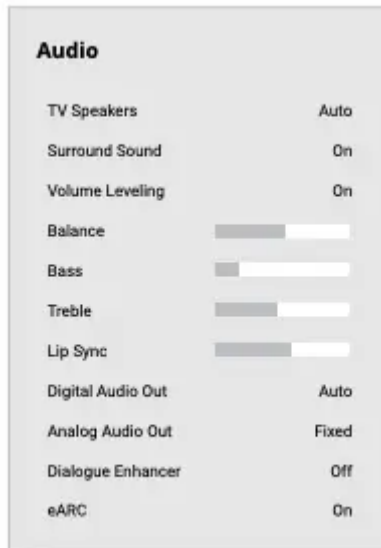 Audio
TV Speakers Auto
Surround Sound On
Volume Leveling On
Balance
Bass
Treble
Lip Sync
Digital Audio Out Auto
Analog Audio Out Fixed
Dialogue Enhancer Off
eARC On